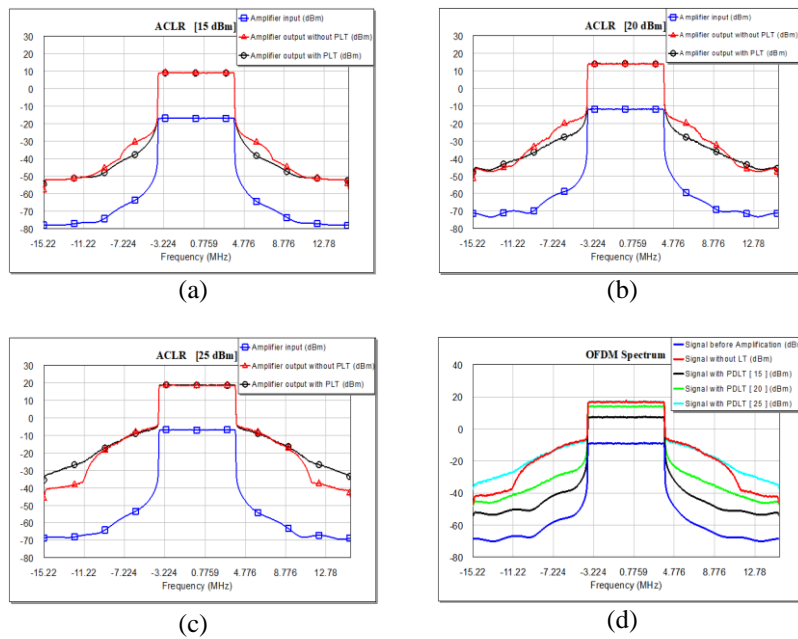 ACLR [15 dBm]
Amplifier input (dBm)
Amplifier output without PLT (dBm)
Amplifier output with PLT (dBm)
30
20
10
0
-10
-20
-30
-40
-50
-60
-70
-80
-15.22 -11.22 -7.224 -3.224 0.7759 4.776 8.776 12.78
Frequency (MHz)
(a)
ACLR [20 dBm]
Amplifier input (dBm)
Amplifier output without PLT (dBm)
Amplifier output with PLT (dBm)
30
20
10
0
-10
-20
-30
-40
-50
-60
-70
-80
-15.22 -11.22 -7.224 -3.224 0.7759 4.776 8.776 12.78
Frequency (MHz)
(b)
ACLR [25 dBm]
Amplifier input (dBm)
Amplifier output without PLT (dBm)
Amplifier output with PLT (dBm)
30
20
10
0
-10
-20
-30
-40
-50
-60
-70
-80
-15.22 -11.22 -7.224 -3.224 0.7759 4.776 8.776 12.78
Frequency (MHz)
(c)
OFDM Spectrum
Signal before Amplification (dBm)
Signal without LT (dBm)
Signal with PDLT [ 15 ] (dBm)
Signal with PDLT [ 20 ] (dBm)
Signal with PDLT [ 25 ] (dBm)
40
20
0
-20
-40
-60
-80
-15.22 -11.22 -7.224 -3.224 0.7759 4.776 8.776 12.78
Frequency (MHz)
(d)